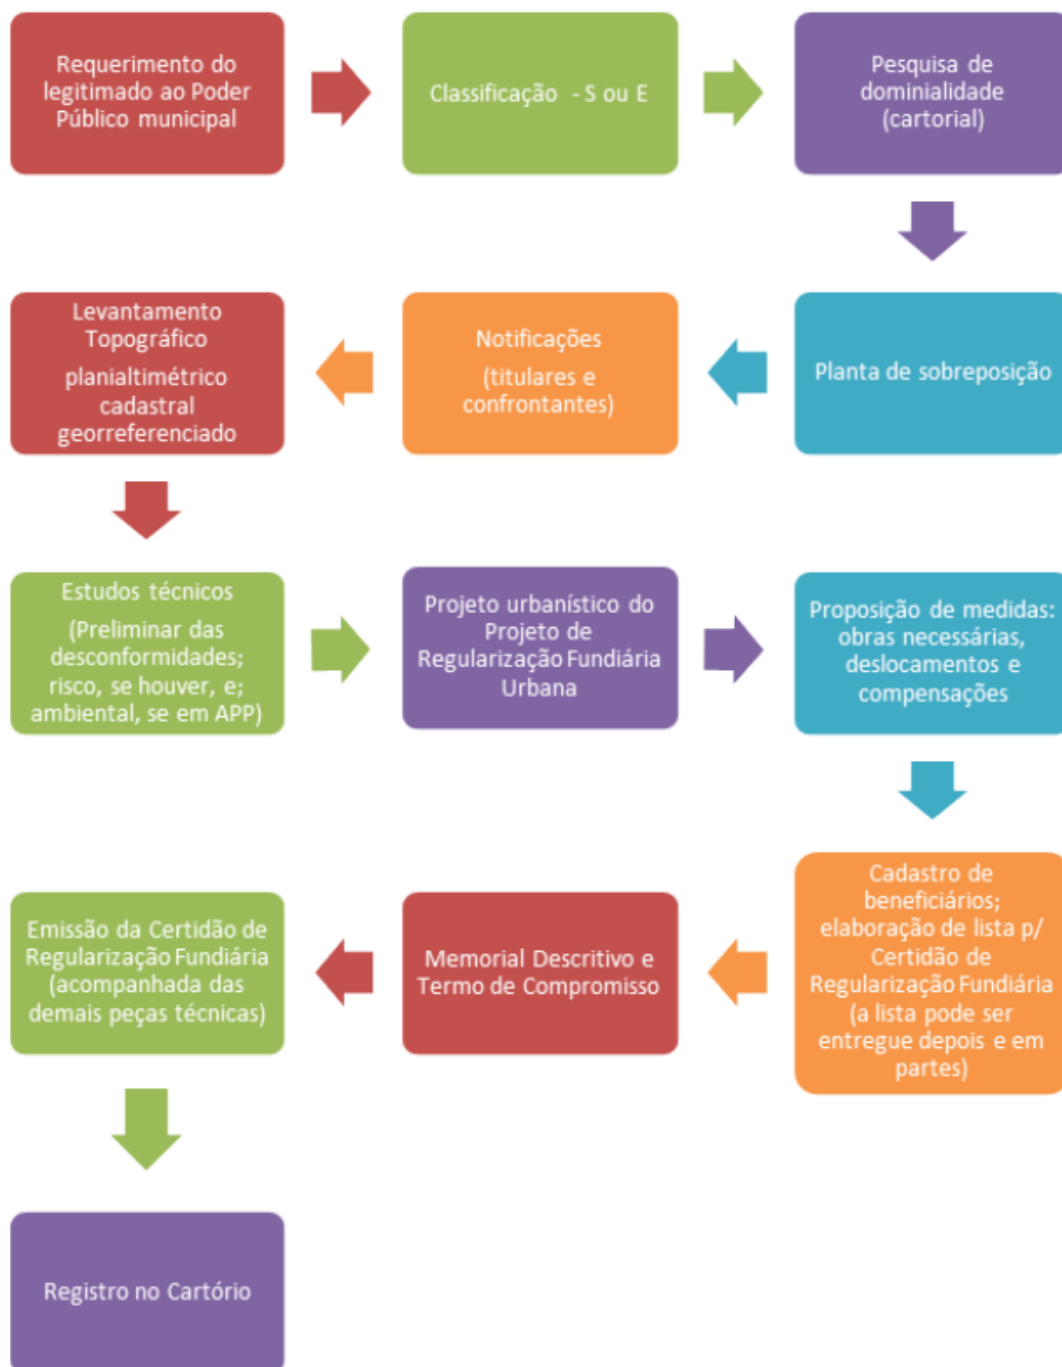 Requerimento do
legitimado ao Poder
Público municipal
Classificação - S ou E
Pesquisa de
dominialidade
(cartorial)
Planta de sobreposição
Notificações
(titulares e
confrontantes)
Levantamento
Topográfico
planialtimétrico
cadastral
georreferenciado
Estudos técnicos
(Preliminar das
desconformidades;
risco, se houver, e;
ambiental, se em APP)
Projeto urbanístico do
Projeto de
Regularização Fundiária
Urbana
Proposição de medidas:
obras necessárias,
deslocamentos e
compensações
Cadastro de
beneficiários;
elaboração de lista p/
Certidão de
Regularização Fundiária
(a lista pode ser
entregue depois e em
partes)
Memorial Descritivo e
Termo de Compromisso
Emissão da Certidão de
Regularização Fundiária
(acompanhada das
demais peças técnicas)
Registro no Cartório